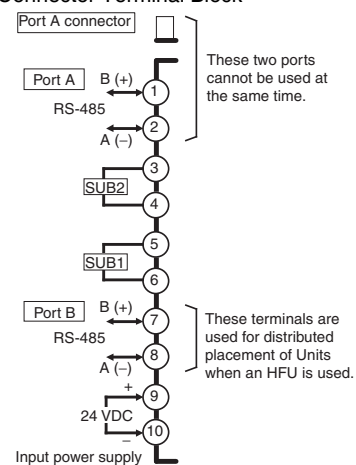 Connector Terminal Block
Port A connector
These two ports
cannot be used at
the same time.
Port A
B (+)
RS-485
A (−)
1
2
3
SUB2
4
5
SUB1
6
Port B
B (+)
RS-485
A (−)
7
8
These terminals are
used for distributed
placement of Units
when an HFU is used.
+
9
24 VDC
−
10
Input power supply